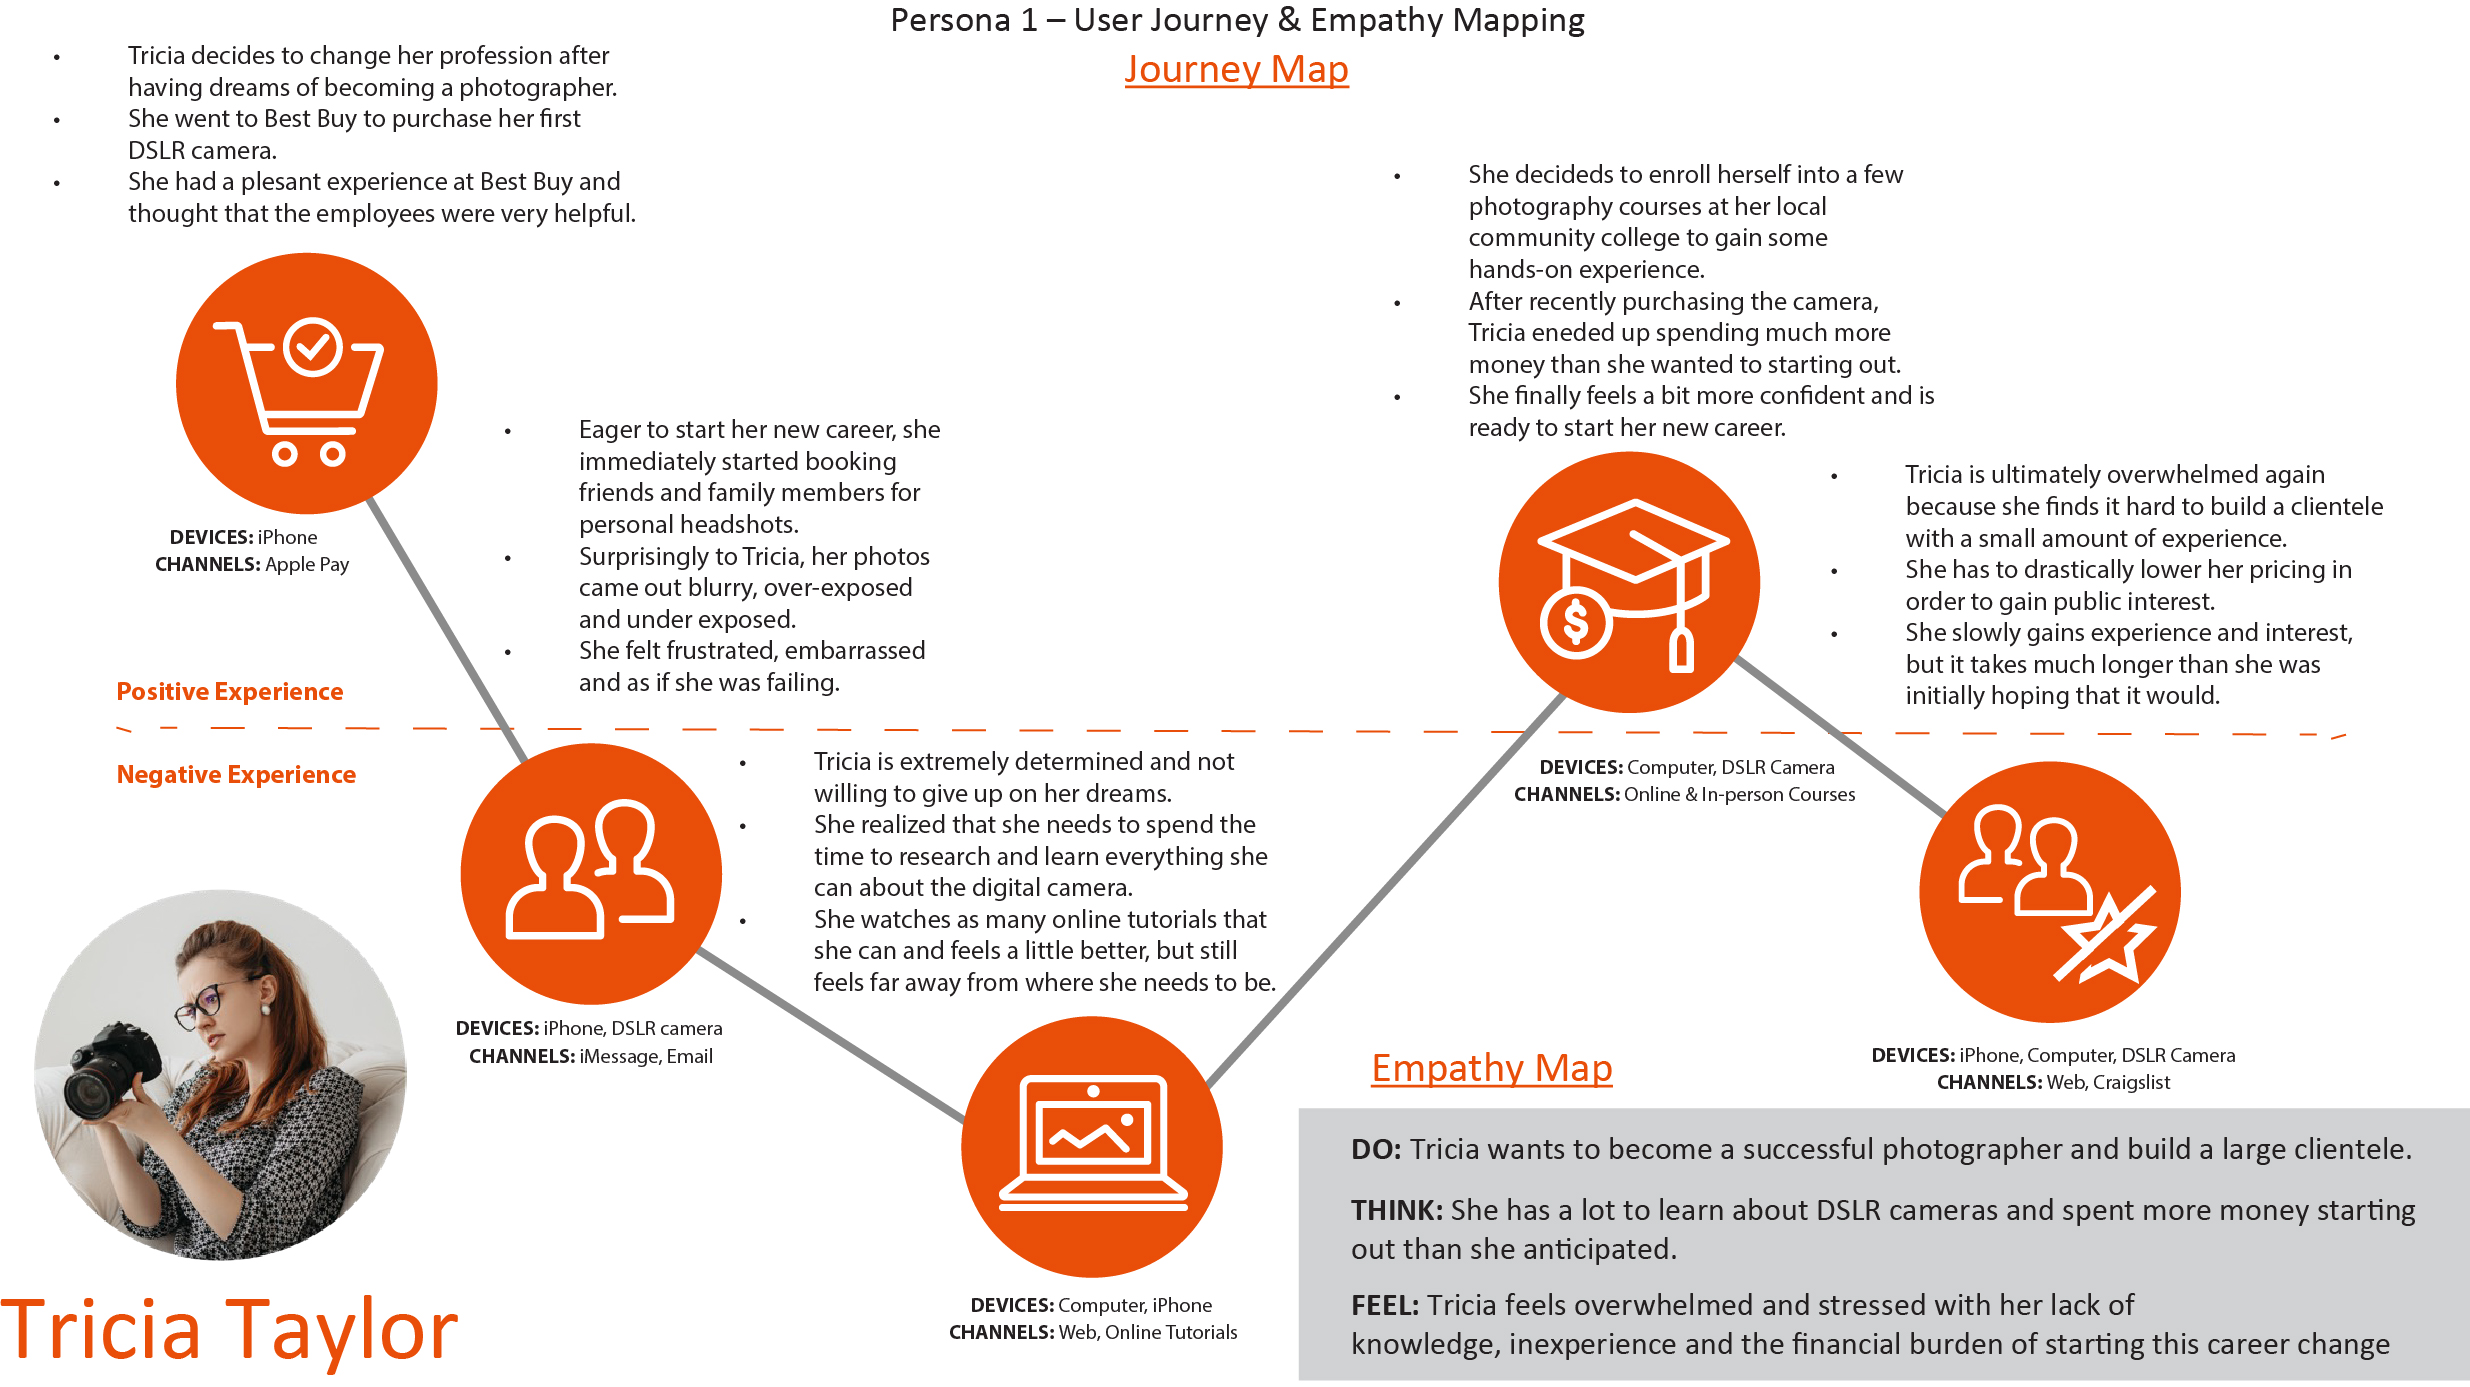 Persona 1 – User Journey & Empathy Mapping
Journey Map
• Tricia decides to change her profession after
having dreams of becoming a photographer.
• She went to Best Buy to purchase her first
DSLR camera.
• She had a plesant experience at Best Buy and
thought that the employees were very helpful.
DEVICES: iPhone
CHANNELS: Apple Pay
• Eager to start her new career, she
immediately started booking
friends and family members for
personal headshots.
• Surprisingly to Tricia, her photos
came out blurry, over-exposed
and under exposed.
• She felt frustrated, embarrassed
and as if she was failing.
DEVICES: iPhone, DSLR camera
CHANNELS: iMessage, Email
• Tricia is extremely determined and not
willing to give up on her dreams.
• She realized that she needs to spend the
time to research and learn everything she
can about the digital camera.
• She watches as many online tutorials that
she can and feels a little better, but still
feels far away from where she needs to be.
DEVICES: Computer, iPhone
CHANNELS: Web, Online Tutorials
• She decideds to enroll herself into a few
photography courses at her local
community college to gain some
hands-on experience.
• After recently purchasing the camera,
Tricia eneded up spending much more
money than she wanted to starting out.
• She finally feels a bit more confident and is
ready to start her new career.
$
DEVICES: Computer, DSLR Camera
CHANNELS: Online & In-person Courses
• Tricia is ultimately overwhelmed again
because she finds it hard to build a clientele
with a small amount of experience.
• She has to drastically lower her pricing in
order to gain public interest.
• She slowly gains experience and interest,
but it takes much longer than she was
initially hoping that it would.
DEVICES: iPhone, Computer, DSLR Camera
CHANNELS: Web, Craigslist
Positive Experience
Negative Experience
Tricia Taylor
Empathy Map
DO: Tricia wants to become a successful photographer and build a large clientele.
THINK: She has a lot to learn about DSLR cameras and spent more money starting
out than she anticipated.
FEEL: Tricia feels overwhelmed and stressed with her lack of
knowledge, inexperience and the financial burden of starting this career change